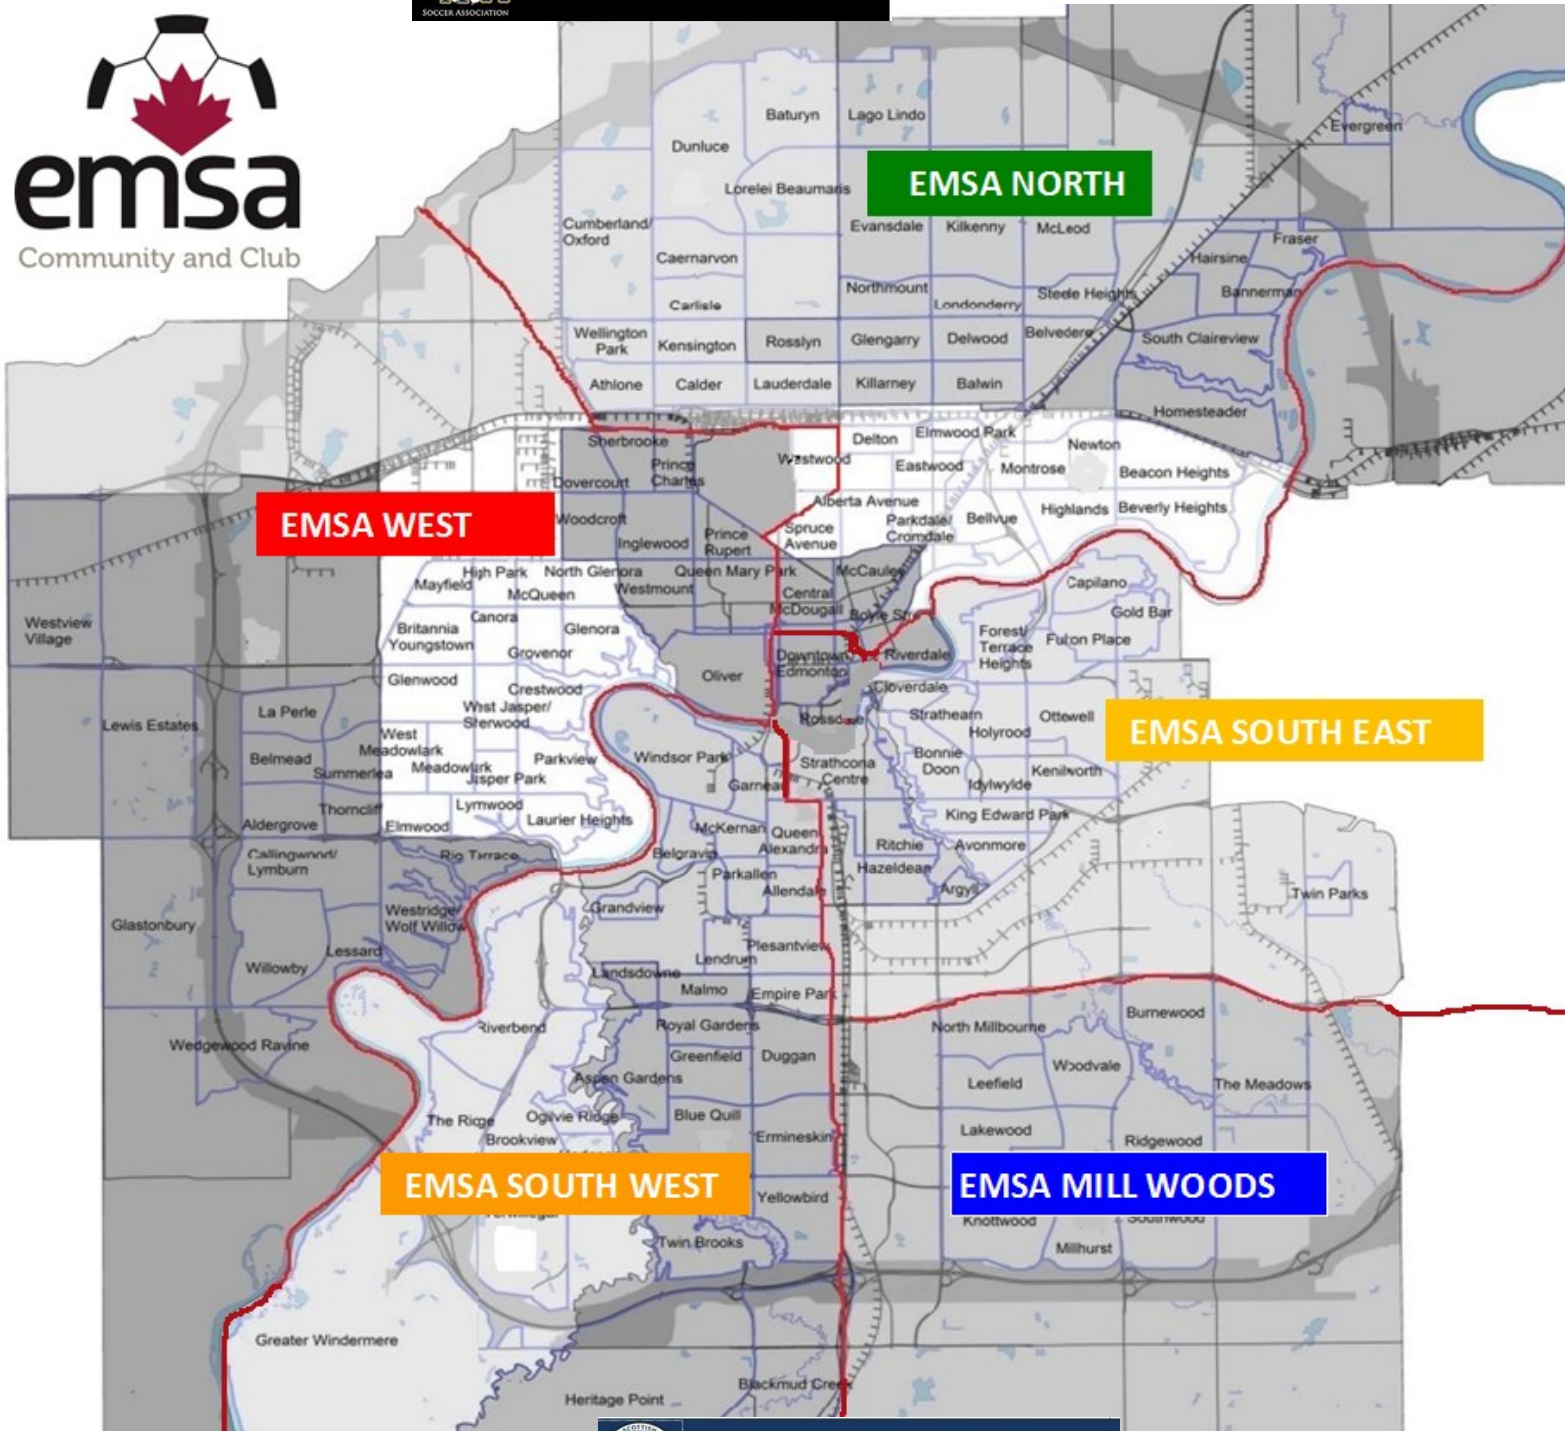 SOCCER ASSOCIATION
emsa
Community and Club
Baturyn
Lago Lindo
Evergreen
Dunluce
EMSA NORTH
Lorelei Beaumaris
Cumberland/
Oxford
Evansdale
Kilkenny
McLeod
Fraser
Caernarvon
Hairsine
Northmount
Steele Heights
Bannerman
Carlisle
Londonderry
Wellington
Park
Kensington
Rosslyn
Glengarry
Delwood
Belvedere
South Claireview
Athlone
Calder
Lauderdale
Killarney
Balwin
Homesteader
Sherbrooke
Delton
Elmwood Park
Newton
Westwood
Eastwood
Montrose
Beacon Heights
Prince
Charles
Dovercourt
Alberta Avenue
Highlands
Beverly Heights
EMSA WEST
Woodcroft
Inglewood
Prince
Rupert
Spruce
Avenue
Parkdale/
Cromdale
Bellvue
High Park
North Glenora
Queen Mary Park
McCauley
Mayfield
McQueen
Westmount
Central
McDougall
Capilano
Canora
Boyle Street
Gold Bar
Westview
Village
Britannia
Youngstown
Glenora
Forest/
Terrace
Heights
Fulton Place
Grovenor
Downtown
Edmonton
Riverdale
Glenwood
Crestwood
Oliver
Cloverdale
La Perle
West Jasper/
Sherwood
Rossdale
Strathearn
Ottewell
EMSA SOUTH EAST
Lewis Estates
West
Meadowlark
Holyrood
Belmead
Summerlea
Meadowlark
Parkview
Windsor Park
Strathcona
Centre
Bonnie
Doon
Kenilworth
Jasper Park
Garneau
Idylwylde
Thorncliff
Lymwood
Laurier Heights
King Edward Park
Aldergrove
Elmwood
McKernan
Queen
Alexandra
Callingwood/
Lymburn
Rio Terrace
Belgravia
Ritchie
Avonmore
Parkallen
Allendale
Hazeldean
Argyll
Twin Parks
Glastonbury
Westridge/
Wolf Willow
Grandview
Lessard
Plesantview
Willowby
Lendrum
Landsdowne
Malmo
Empire Park
Wedgewood Ravine
Riverbend
Royal Gardens
North Millbourne
Burnewood
Greenfield
Duggan
Woodvale
Aspen Gardens
Leefield
The Meadows
The Ridge
Ogilvie Ridge
Blue Quill
Brookview
Ermineskin
Lakewood
Ridgewood
EMSA SOUTH WEST
EMSA MILL WOODS
Yellowbird
Knottwood
Southwood
Twin Brooks
Millhurst
Greater Windermere
Heritage Point
Blackmud Creek
SCOTTISH